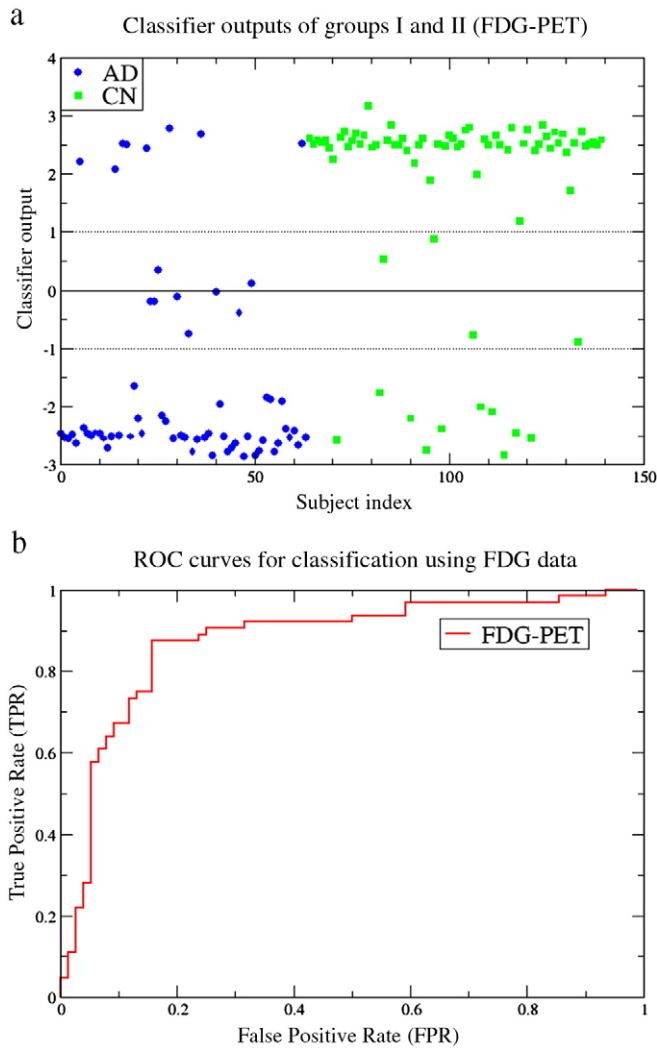 a
Classifier outputs of groups I and II (FDG-PET)
AD
CN
4
3
2
1
0
-1
-2
-3
Classifier output
0
50
100
150
Subject index
b
ROC curves for classification using FDG data
FDG-PET
1
0.8
0.6
0.4
0.2
0
True Positive Rate (TPR)
0
0.2
0.4
0.6
0.8
1
False Positive Rate (FPR)